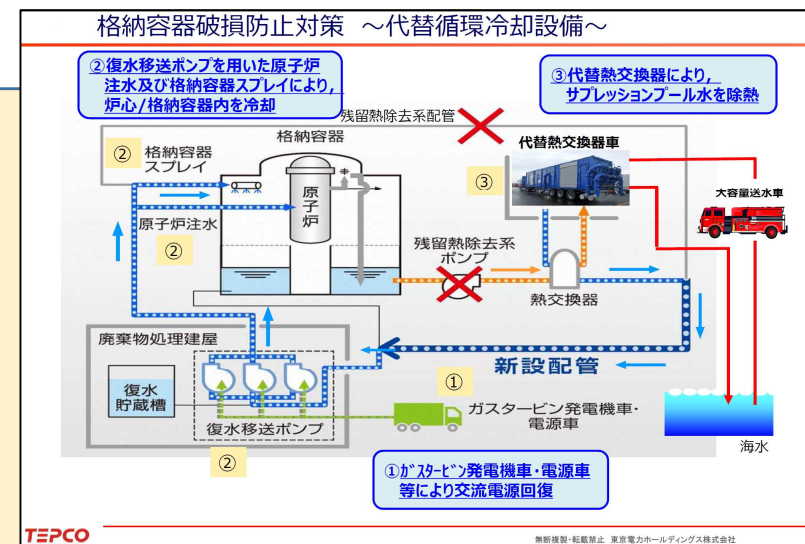 格納容器破損防止対策 ～代替循環冷却設備～
②復水移送ポンプを用いた原子炉
注水及び格納容器スプレイにより，
炉心/格納容器内を冷却
③代替熱交換器により，
サプレッションプール水を除熱
残留熱除去系配管
格納容器
代替熱交換器車
②
格納容器
スプレイ
③
原子炉
大容量送水車
原子炉注水
②
残留熱除去系
ポンプ
熱交換器
廃棄物処理建屋
新設配管
①
復水
貯蔵槽
ガスタービン発電機車・
電源車
復水移送ポンプ
海水
②
①ｶﾞｽﾀｰﾋﾞﾝ発電機車・電源車
等により交流電源回復
TEPCO
無断複製・転載禁止 東京電力ホールディングス株式会社